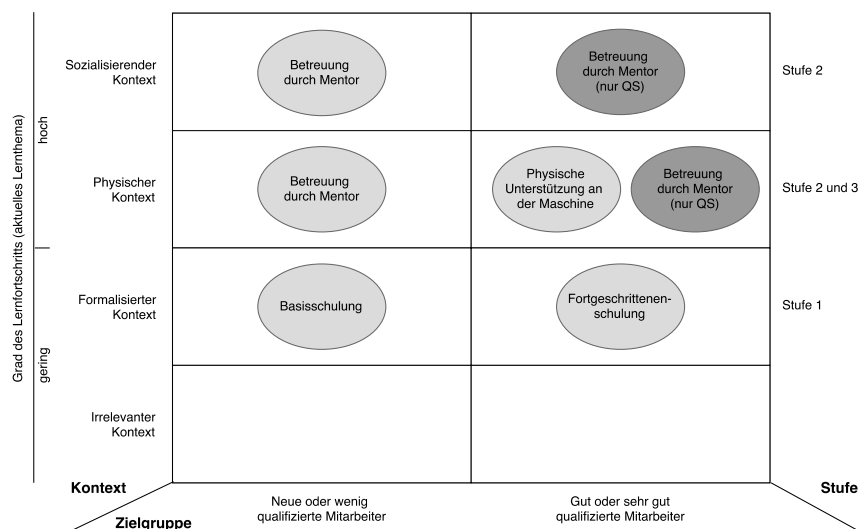 Grad des Lernfortschritts (aktuelles Lernthema)
hoch
gering
Sozialisierender
Kontext
Betreuung
durch Mentor
Betreuung
durch Mentor
(nur QS)
Stufe 2
Physischer
Kontext
Betreuung
durch Mentor
Physische
Unterstützung an
der Maschine
Betreuung
durch Mentor
(nur QS)
Stufe 2 und 3
Formalisierter
Kontext
Basisschulung
Fortgeschrittenen-
schulung
Stufe 1
Irrelevanter
Kontext
Kontext
Zielgruppe
Neue oder wenig
qualifizierte Mitarbeiter
Gut oder sehr gut
qualifizierte Mitarbeiter
Stufe